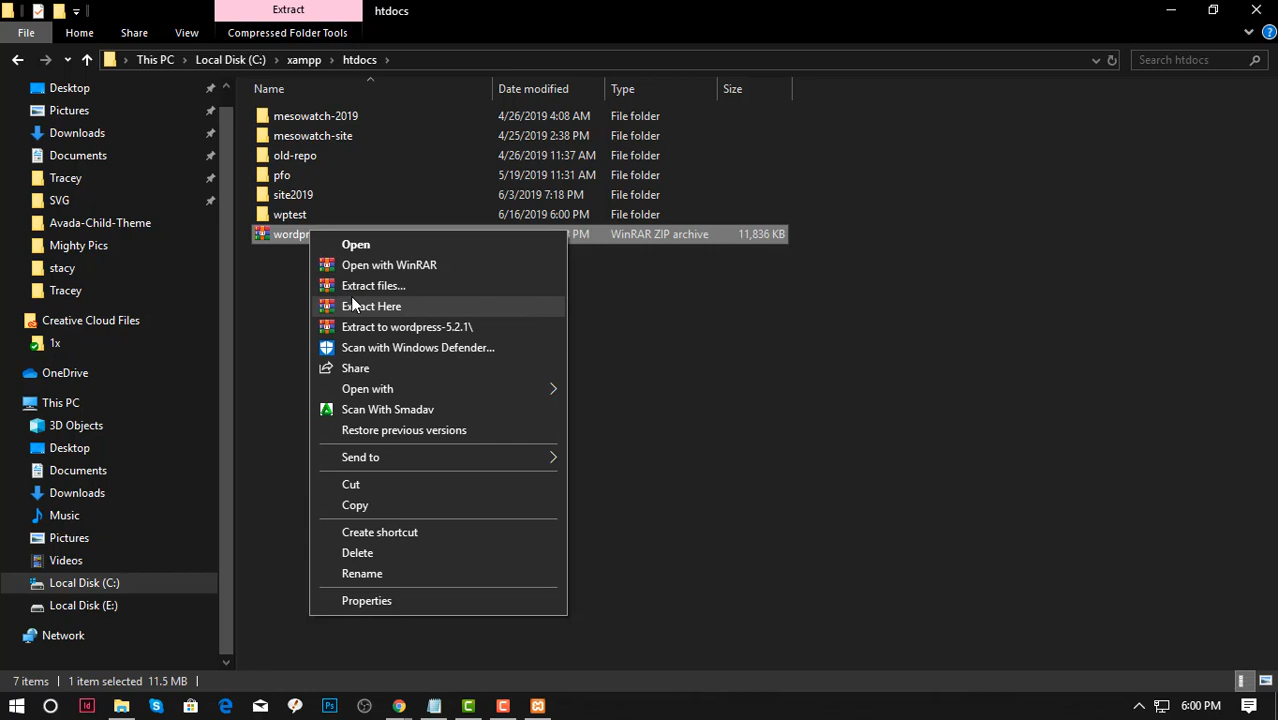 Extract
htdocs
File
Home
Share
View
Compressed Folder Tools
This PC
Local Disk (C:)
xampp
htdocs
Search htdocs
Name
Date modified
Type
Size
Desktop
Pictures
Downloads
Documents
Tracey
SVG
Avada-Child-Theme
Mighty Pics
stacy
Tracey
Creative Cloud Files
1x
OneDrive
This PC
3D Objects
Desktop
Documents
Downloads
Music
Pictures
Videos
Local Disk (C:)
Local Disk (E:)
Network
mesowatch-2019 4/26/2019 4:08 AM File folder
mesowatch-site 4/25/2019 2:38 PM File folder
old-repo 4/26/2019 11:37 AM File folder
pfo 5/19/2019 11:31 AM File folder
site2019 6/3/2019 7:18 PM File folder
wptest 6/16/2019 6:00 PM File folder
wordpr PM WinRAR ZIP archive 11,836 KB
Open
Open with WinRAR
Extract files...
Extract Here
Extract to wordpress-5.2.1\
Scan with Windows Defender...
Share
Open with
Scan With Smadav
Restore previous versions
Send to
Cut
Copy
Create shortcut
Delete
Rename
Properties
7 items 1 item selected 11.5 MB
6:00 PM